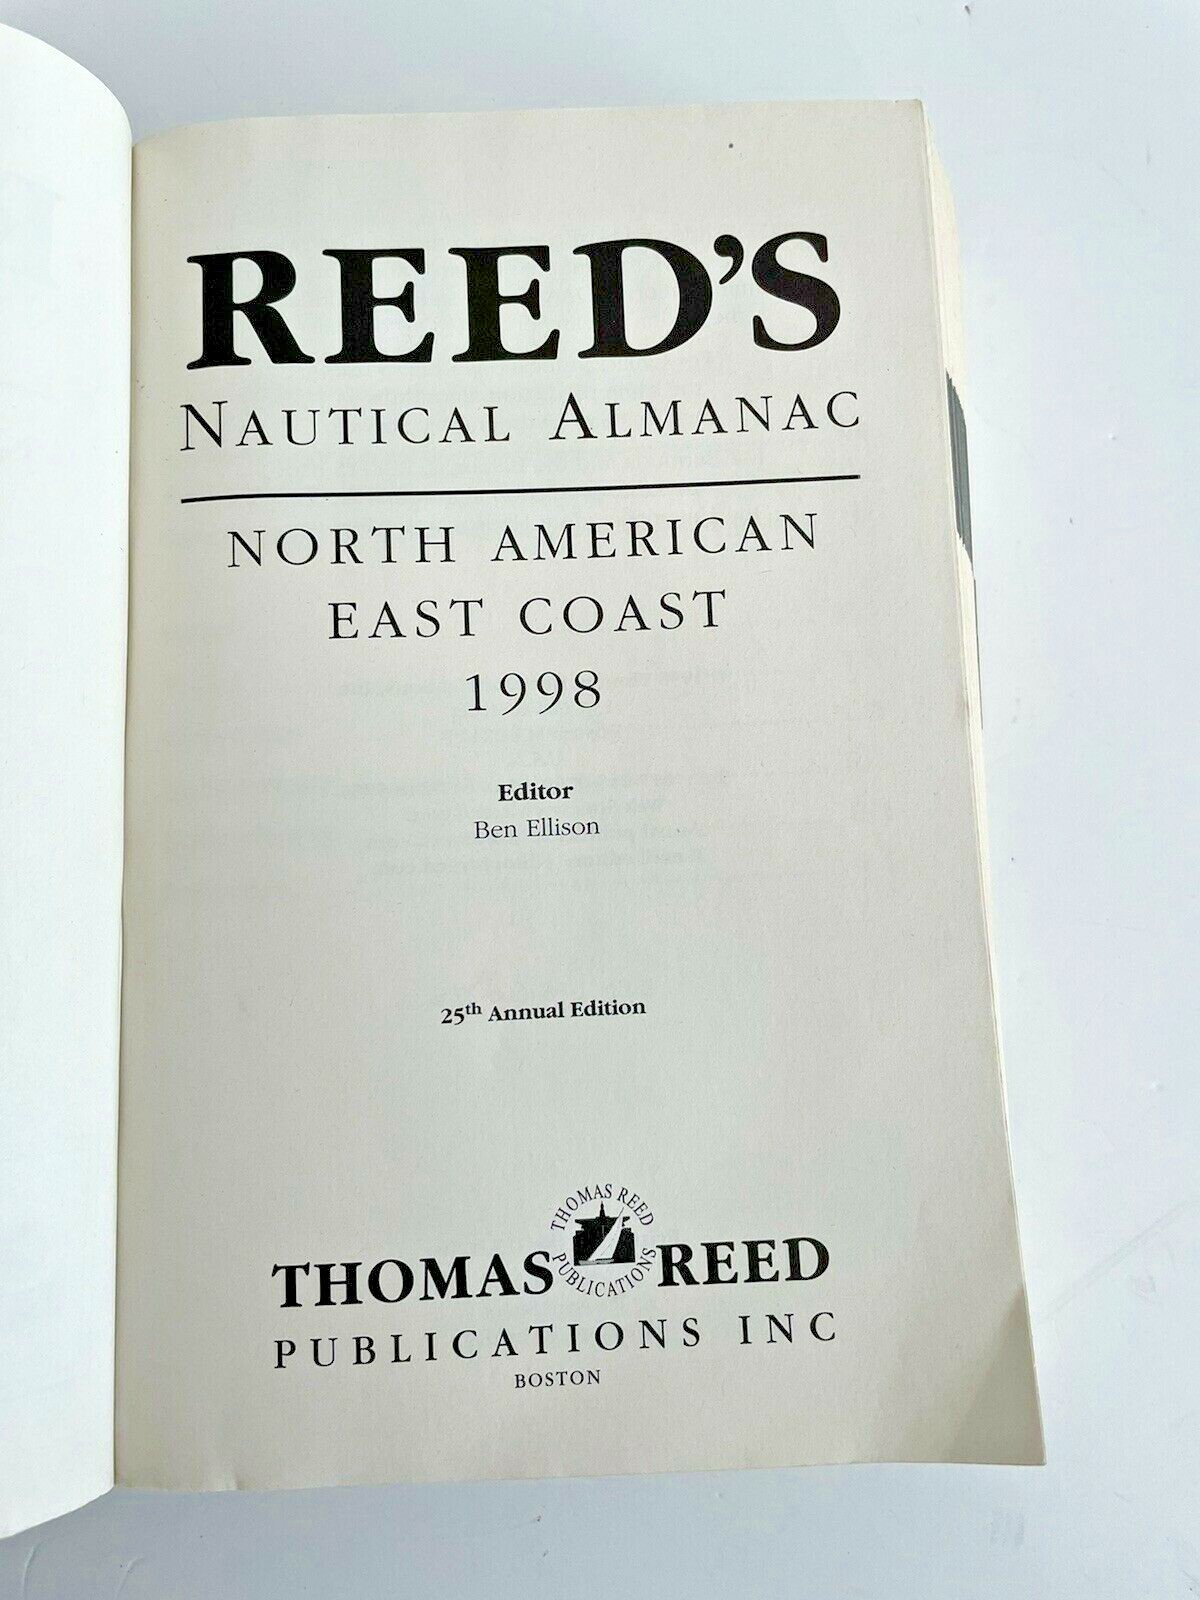 REED'S
NAUTICAL ALMANAC
NORTH AMERICAN
EAST COAST
1998
Editor
Ben Ellison
25th Annual Edition
THOMAS REED
PUBLICATIONS
THOMAS REED
PUBLICATIONS INC
BOSTON